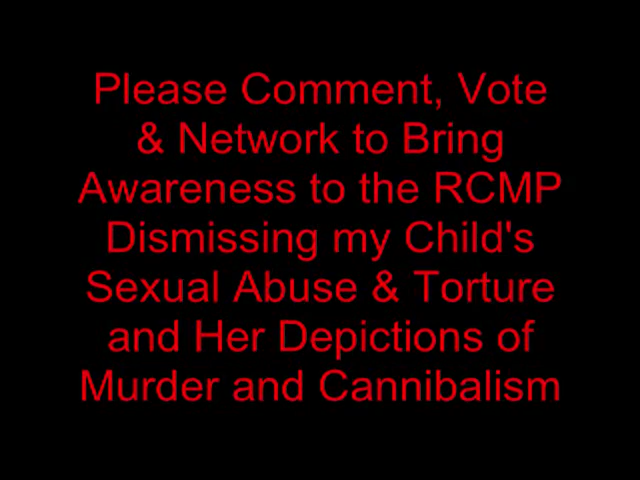 Please Comment, Vote
& Network to Bring
Awareness to the RCMP
Dismissing my Child's
Sexual Abuse & Torture
and Her Depictions of
Murder and Cannibalism